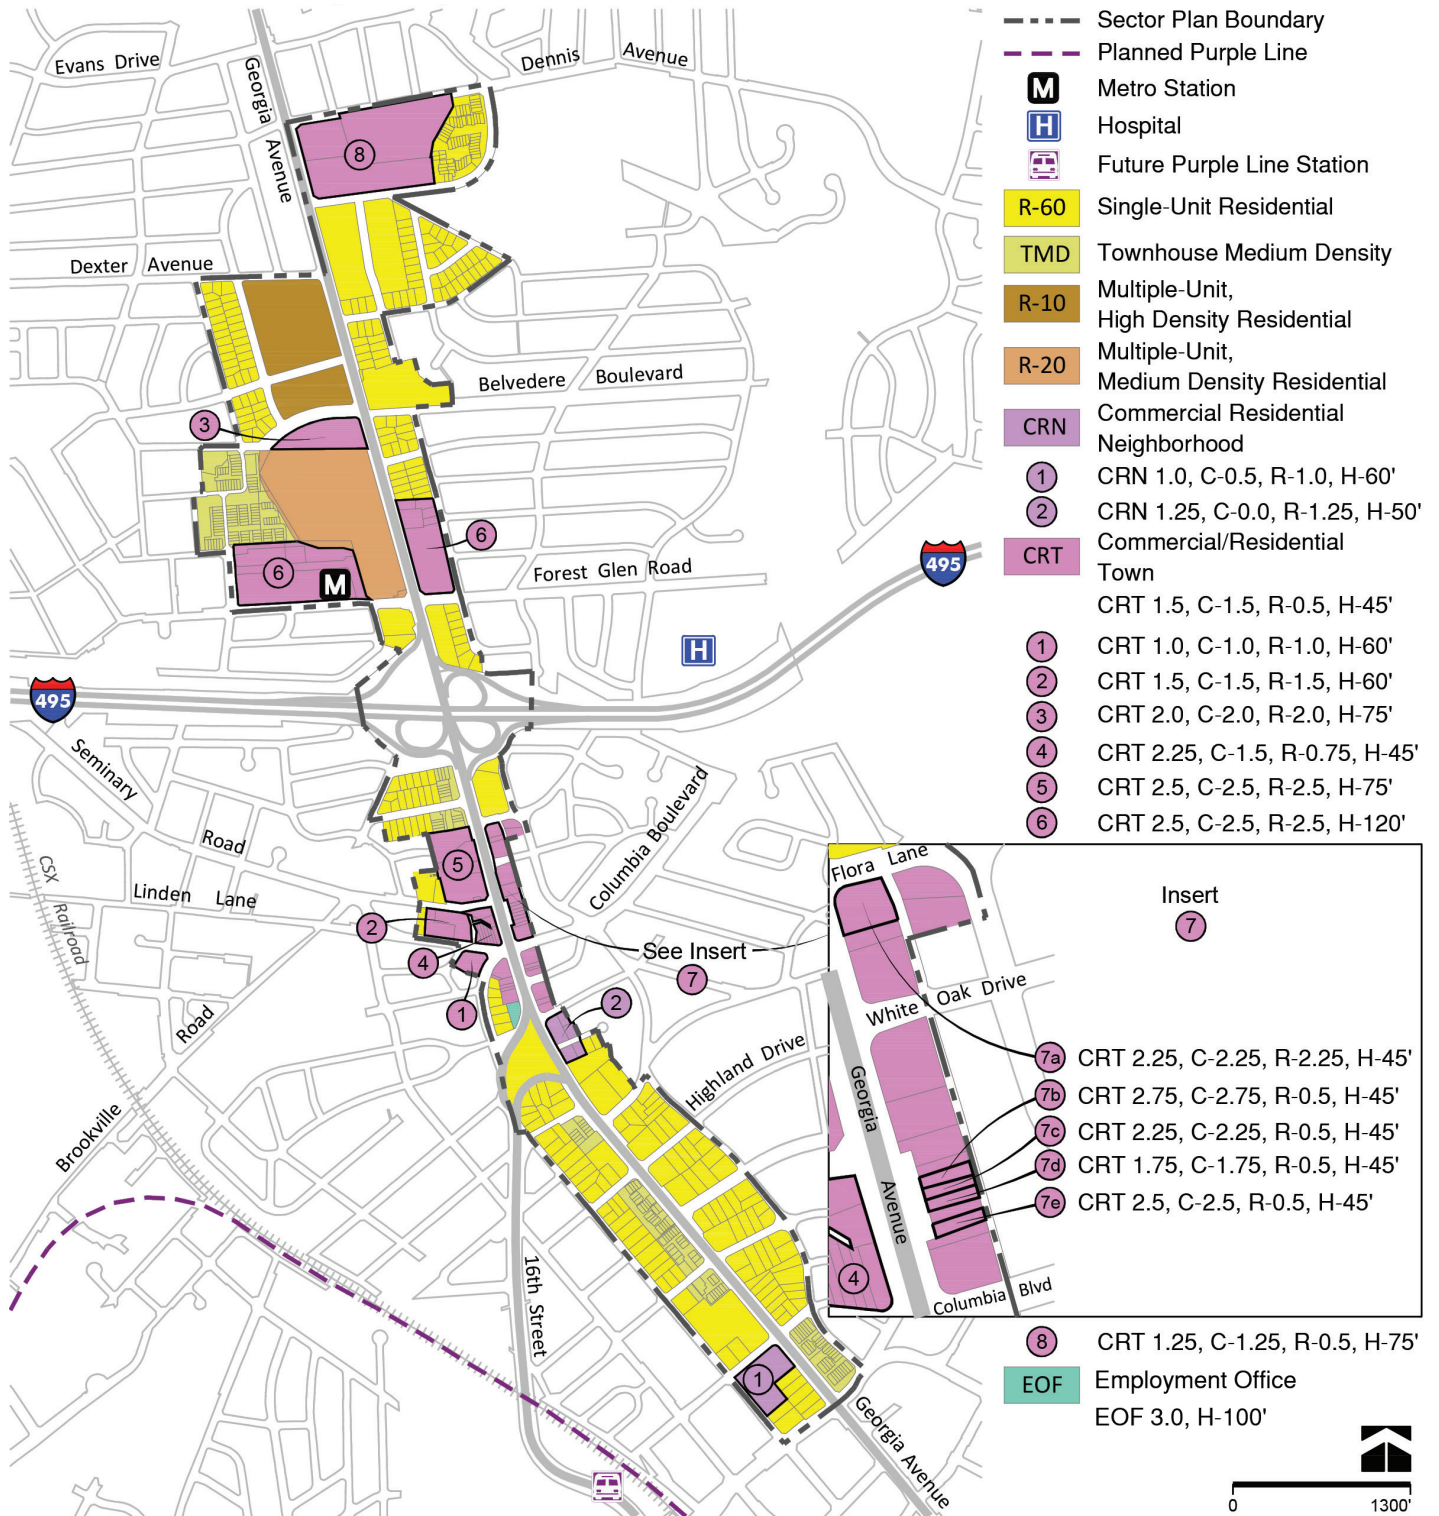 Evans Drive
Georgia
Avenue
Dennis Avenue
8
Dexter Avenue
Belvedere Boulevard
3
6
6
M
Forest Glen Road
H
495
495
Seminary
Road
Columbia Boulevard
CSX Railroad
Linden Lane
5
2
4
1
See Insert
7
2
Road
Brookville
Highland Drive
16th Street
1
Georgia Avenue
Sector Plan Boundary
Planned Purple Line
M Metro Station
H Hospital
Future Purple Line Station
R-60 Single-Unit Residential
TMD Townhouse Medium Density
R-10 Multiple-Unit,
High Density Residential
R-20 Multiple-Unit,
Medium Density Residential
CRN Commercial Residential
Neighborhood
1 CRN 1.0, C-0.5, R-1.0, H-60'
2 CRN 1.25, C-0.0, R-1.25, H-50'
CRT Commercial/Residential
Town
CRT 1.5, C-1.5, R-0.5, H-45'
1 CRT 1.0, C-1.0, R-1.0, H-60'
2 CRT 1.5, C-1.5, R-1.5, H-60'
3 CRT 2.0, C-2.0, R-2.0, H-75'
4 CRT 2.25, C-1.5, R-0.75, H-45'
5 CRT 2.5, C-2.5, R-2.5, H-75'
6 CRT 2.5, C-2.5, R-2.5, H-120'
Flora Lane
Insert
7
White Oak Drive
Georgia
Avenue
7a CRT 2.25, C-2.25, R-2.25, H-45'
7b CRT 2.75, C-2.75, R-0.5, H-45'
7c CRT 2.25, C-2.25, R-0.5, H-45'
7d CRT 1.75, C-1.75, R-0.5, H-45'
7e CRT 2.5, C-2.5, R-0.5, H-45'
4
Columbia Blvd
8 CRT 1.25, C-1.25, R-0.5, H-75'
EOF Employment Office
EOF 3.0, H-100'
0 1300'